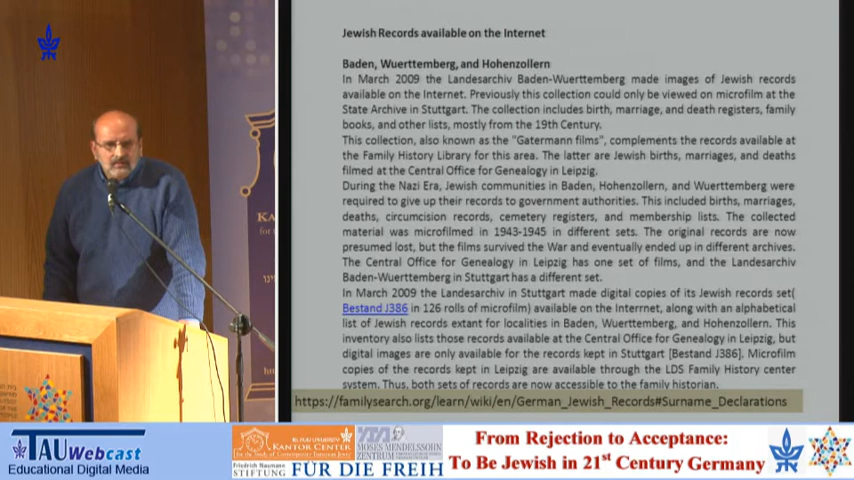 Jewish Records available on the Internet
Baden, Wuerttemberg, and Hohenzollern
In March 2009 the Landesarchiv Baden-Wuerttemberg made images of Jewish records
available on the Internet. Previously this collection could only be viewed on microfilm at the
State Archive in Stuttgart. The collection includes birth, marriage, and death registers, family
books, and other lists, mostly from the 19th Century.
This collection, also known as the "Gatermann films", complements the records available at
the Family History Library for this area. The latter are Jewish births, marriages, and deaths
filmed at the Central Office for Genealogy in Leipzig.
During the Nazi Era, Jewish communities in Baden, Hohenzollern, and Wuerttemberg were
required to give up their records to government authorities. This included births, marriages,
deaths, circumcision records, cemetery registers, and membership lists. The collected
material was microfilmed in 1943-1945 in different sets. The original records are now
presumed lost, but the films survived the War and eventually ended up in different archives.
The Central Office for Genealogy in Leipzig has one set of films, and the Landesarchiv
Baden-Wuerttemberg in Stuttgart has a different set.
In March 2009 the Landesarchiv in Stuttgart made digital copies of its Jewish records set(
Bestand J386 in 126 rolls of microfilm) available on the Internet, along with an alphabetical
list of Jewish records extant for localities in Baden, Wuerttemberg, and Hohenzollern. This
inventory also lists those records available at the Central Office for Genealogy in Leipzig, but
digital images are only available for the records kept in Stuttgart [Bestand J386]. Microfilm
copies of the records kept in Leipzig are available through the LDS Family History center
system. Thus, both sets of records are now accessible to the family historian.
https://familysearch.org/learn/wiki/en/German_Jewish_Records#Surname_Declarations
TAU Webcast
Educational Digital Media
KANTOR CENTER
Friedrich Naumann
STIFTUNG FÜR DIE FREIH
MOSES MENDELSSOHN
ZENTRUM
From Rejection to Acceptance:
To Be Jewish in 21st Century Germany